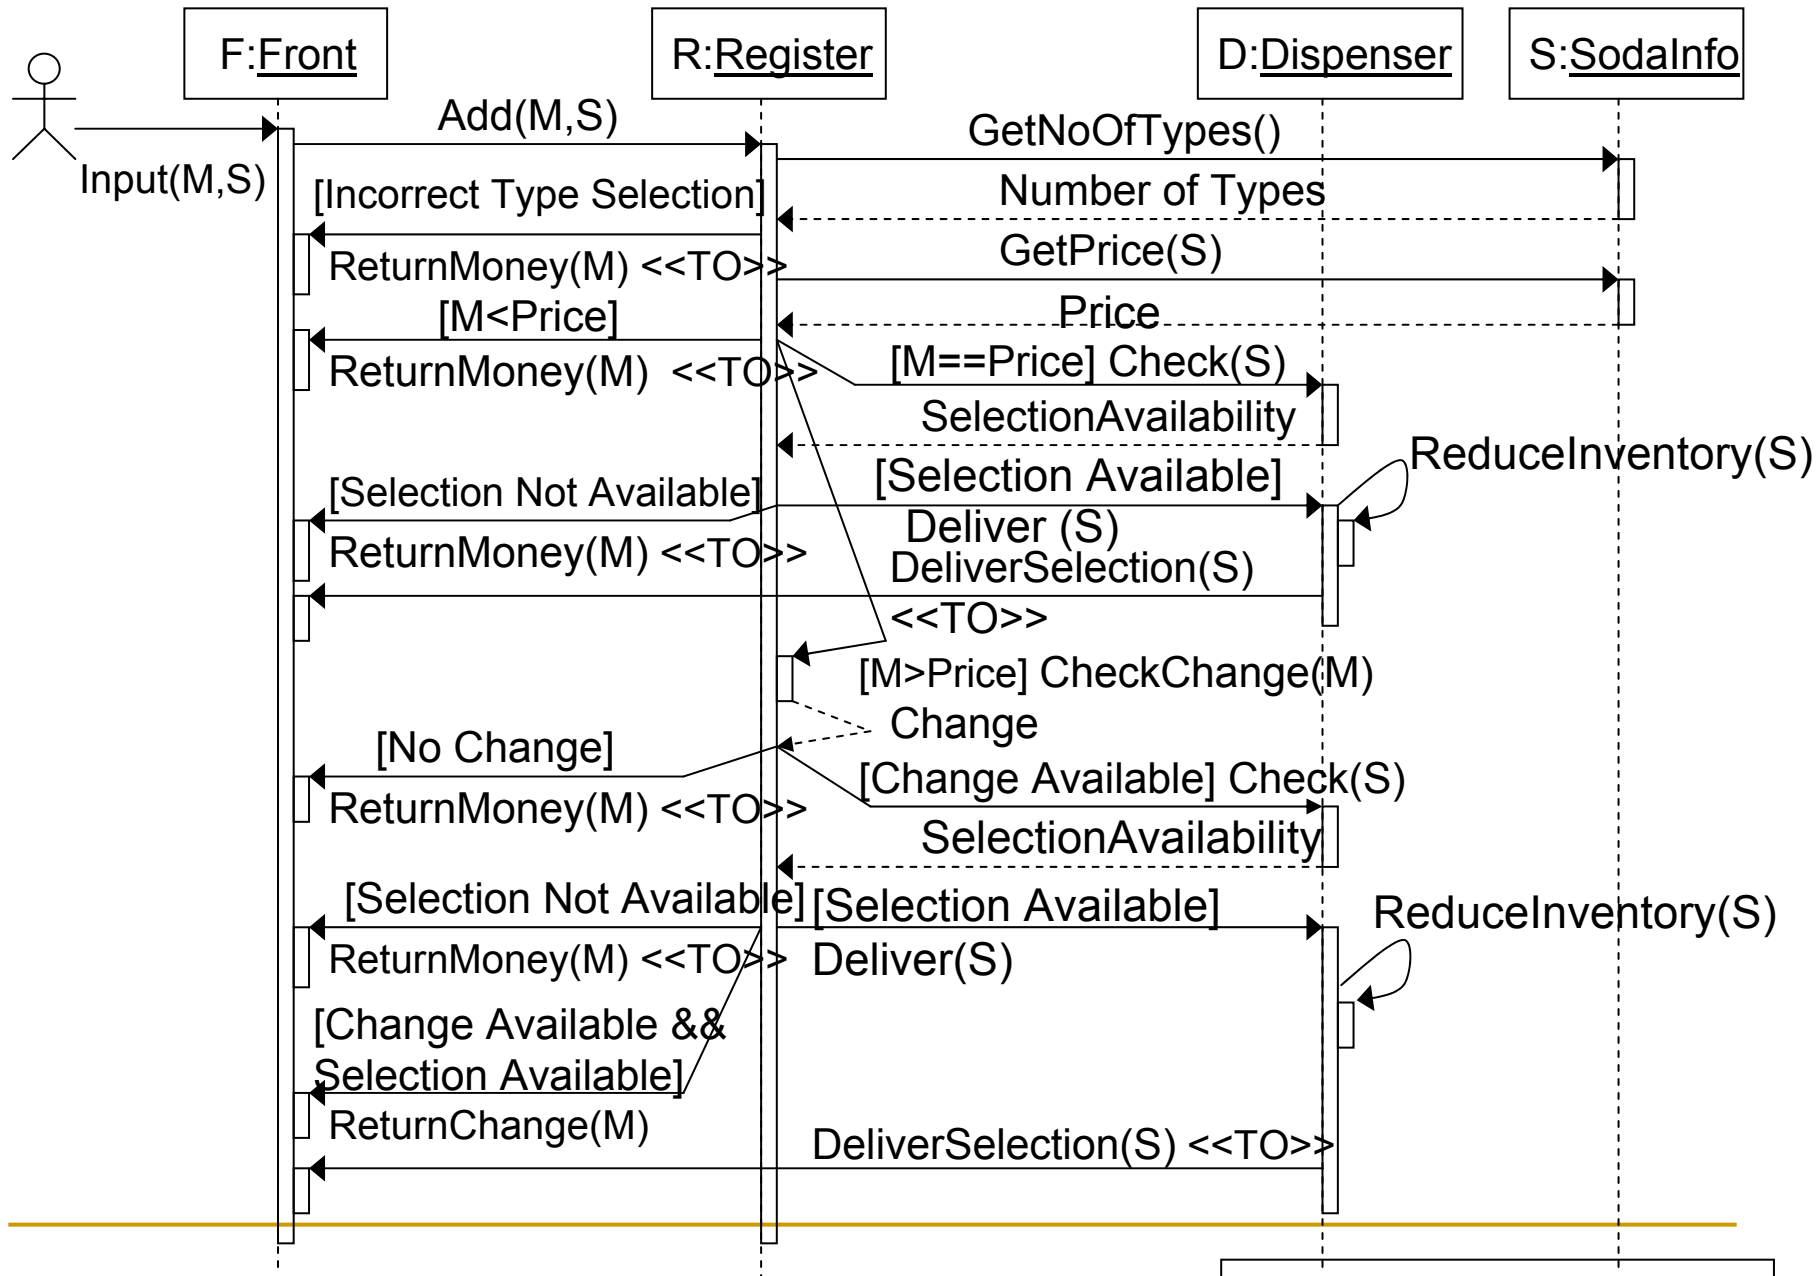 F:Front
R:Register
D:Dispenser
S:SodaInfo
Add(M,S)
GetNoOfTypes()
Input(M,S)
[Incorrect Type Selection]
Number of Types
ReturnMoney(M) <<TO>>
GetPrice(S)
[M<Price]
Price
ReturnMoney(M) <<TO>>
[M==Price] Check(S)
SelectionAvailability
ReduceInventory(S)
[Selection Not Available]
[Selection Available]
Deliver (S)
ReturnMoney(M) <<TO>>
DeliverSelection(S)
<<TO>>
[M>Price] CheckChange(M)
Change
[No Change]
[Change Available] Check(S)
ReturnMoney(M) <<TO>>
SelectionAvailability
[Selection Not Available]
[Selection Available]
ReduceInventory(S)
ReturnMoney(M) <<TO>>
Deliver(S)
[Change Available &&
Selection Available]
ReturnChange(M)
DeliverSelection(S) <<TO>>